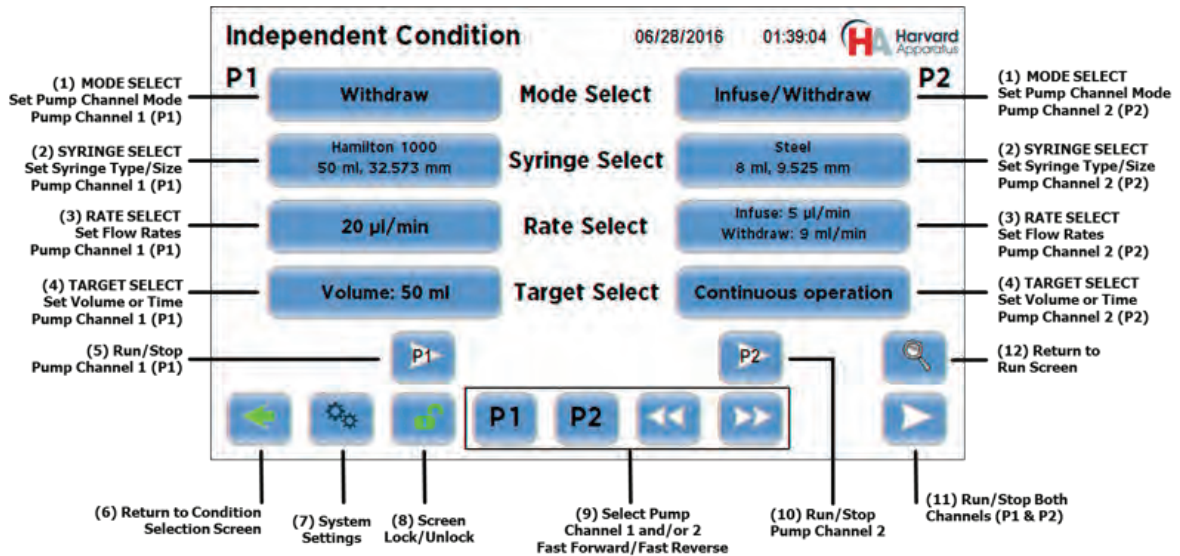 Independent Condition
06/28/2016 01:39:04
HA Harvard
Apparatus
P1
Withdraw
Mode Select
Infuse/Withdraw
P2
(1) MODE SELECT
Set Pump Channel Mode
Pump Channel 1 (P1)
(1) MODE SELECT
Set Pump Channel Mode
Pump Channel 2 (P2)
(2) SYRINGE SELECT
Set Syringe Type/Size
Pump Channel 1 (P1)
Hamilton 1000
50 ml, 32.573 mm
Syringe Select
Steel
8 ml, 9.525 mm
(2) SYRINGE SELECT
Set Syringe Type/Size
Pump Channel 2 (P2)
(3) RATE SELECT
Set Flow Rates
Pump Channel 1 (P1)
20 µl/min
Rate Select
Infuse: 5 µl/min
Withdraw: 9 ml/min
(3) RATE SELECT
Set Flow Rates
Pump Channel 2 (P2)
(4) TARGET SELECT
Set Volume or Time
Pump Channel 1 (P1)
Volume: 50 ml
Target Select
Continuous operation
(4) TARGET SELECT
Set Volume or Time
Pump Channel 2 (P2)
(5) Run/Stop
Pump Channel 1 (P1)
P1
P2
(12) Return to
Run Screen
P1
P2
(6) Return to Condition
Selection Screen
(7) System
Settings
(8) Screen
Lock/Unlock
(9) Select Pump
Channel 1 and/or 2
Fast Forward/Fast Reverse
(10) Run/Stop
Pump Channel 2
(11) Run/Stop Both
Channels (P1 & P2)